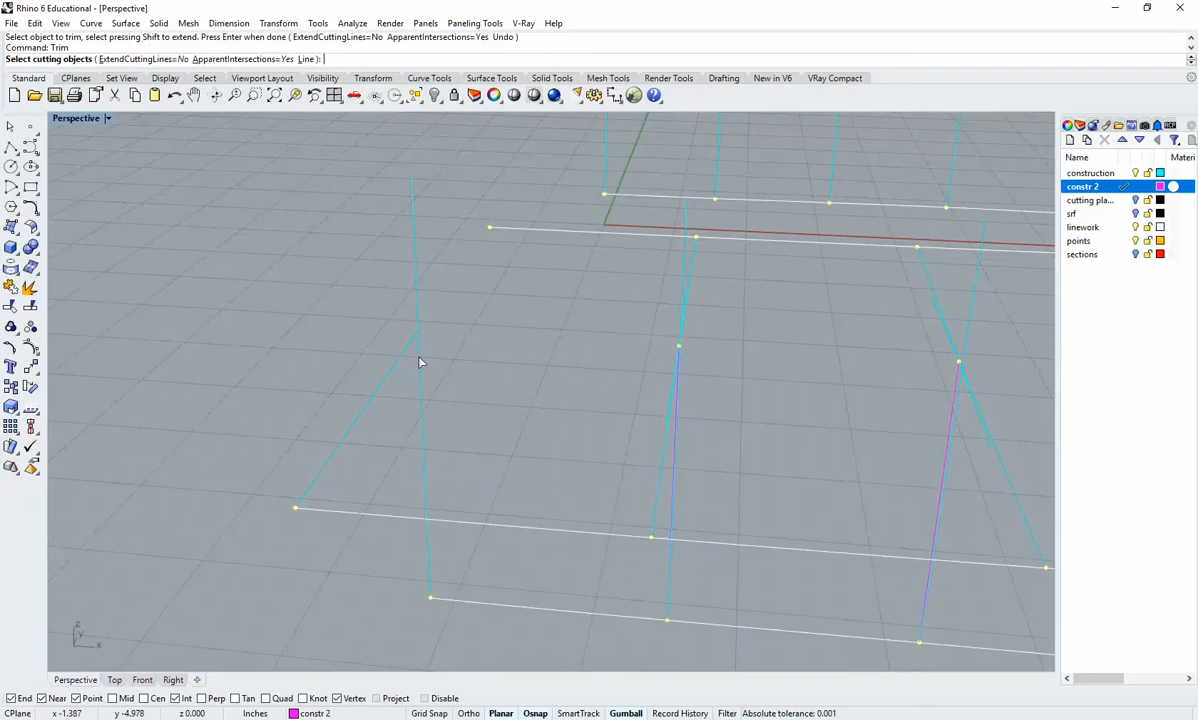 Rhino 6 Educational - [Perspective]
File Edit View Curve Surface Solid Mesh Dimension Transform Tools Analyze Render Panels Paneling Tools V-Ray Help
Select object to trim, select pressing Shift to extend. Press Enter when done ( ExtendCuttingLines=No ApparentIntersections=Yes Undo )
Command: Trim
Select cutting objects ( ExtendCuttingLines=No ApparentIntersections=Yes Line ):
Standard CPlanes Set View Display Select Viewport Layout Visibility Transform Curve Tools Surface Tools Solid Tools Mesh Tools Render Tools Drafting New in V6 VRay Compact
Perspective
Name Materi
construction
constr 2
cutting pla...
srf
linework
points
sections
z
y
x
Perspective Top Front Right
End Near Point Mid Cen Int Perp Tan Quad Knot Vertex Project Disable
CPlane x -1.387 y -4.978 z 0.000 Inches constr 2 Grid Snap Ortho Planar Osnap SmartTrack Gumball Record History Filter Absolute tolerance: 0.001